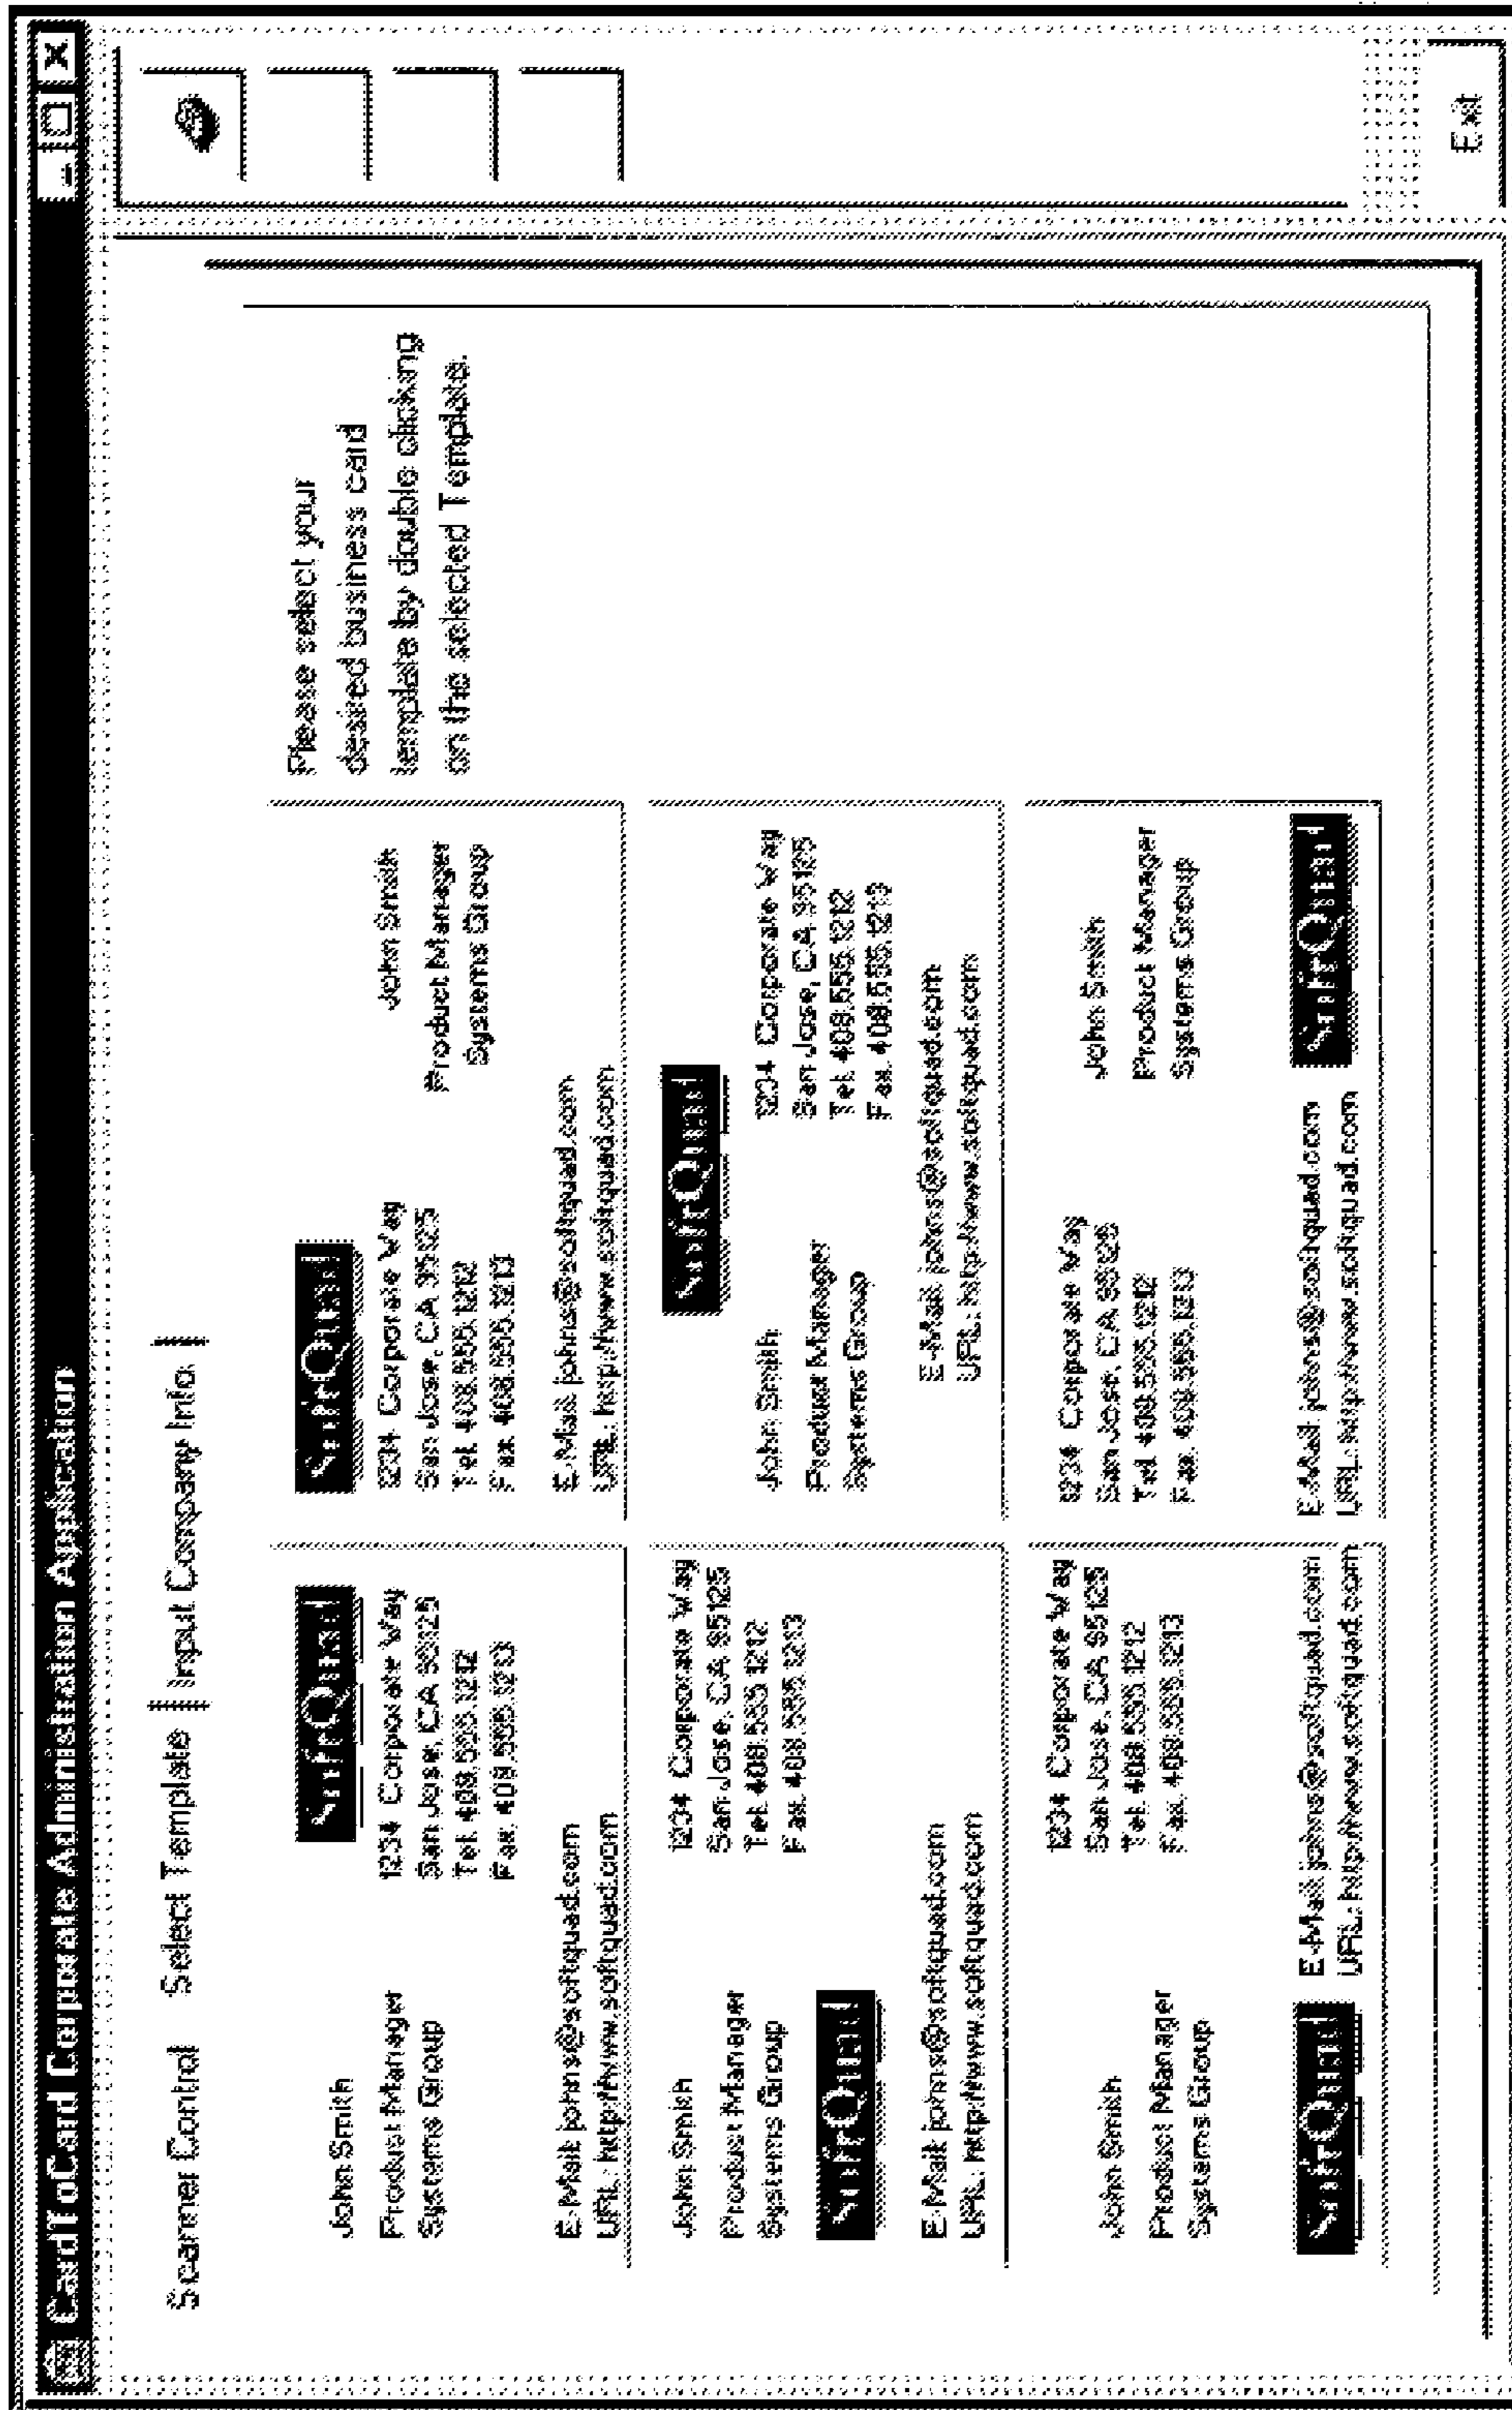 CardToCard Corporate Administration Application
Scanner Control Select Template Input Company Info
SoftQuad
John Smith
Product Manager
Systems Group
1234 Corporate Way
San Jose, CA 95125
Tel. 408.555.1212
Fax. 408.555.1213
E-Mail: johns@softquad.com
URL: http://www.softquad.com
SoftQuad
1234 Corporate Way
San Jose, CA 95125
Tel. 408.555.1212
Fax. 408.555.1213
John Smith
Product Manager
Systems Group
E-Mail: johns@softquad.com
URL: http://www.softquad.com
Please select your
desired business card
template by double clicking
on the selected Template.
John Smith
Product Manager
Systems Group
1234 Corporate Way
San Jose, CA 95125
Tel. 408.555.1212
Fax. 408.555.1213
SoftQuad
E-Mail: johns@softquad.com
URL: http://www.softquad.com
SoftQuad
John Smith
Product Manager
Systems Group
1234 Corporate Way
San Jose, CA 95125
Tel. 408.555.1212
Fax. 408.555.1213
E-Mail: johns@softquad.com
URL: http://www.softquad.com
John Smith
Product Manager
Systems Group
1234 Corporate Way
San Jose, CA 95125
Tel. 408.555.1212
Fax. 408.555.1213
SoftQuad
E-Mail: johns@softquad.com
URL: http://www.softquad.com
1234 Corporate Way
San Jose, CA 95125
Tel. 408.555.1212
Fax. 408.555.1213
John Smith
Product Manager
Systems Group
E-Mail: johns@softquad.com
URL: http://www.softquad.com
SoftQuad
Exit